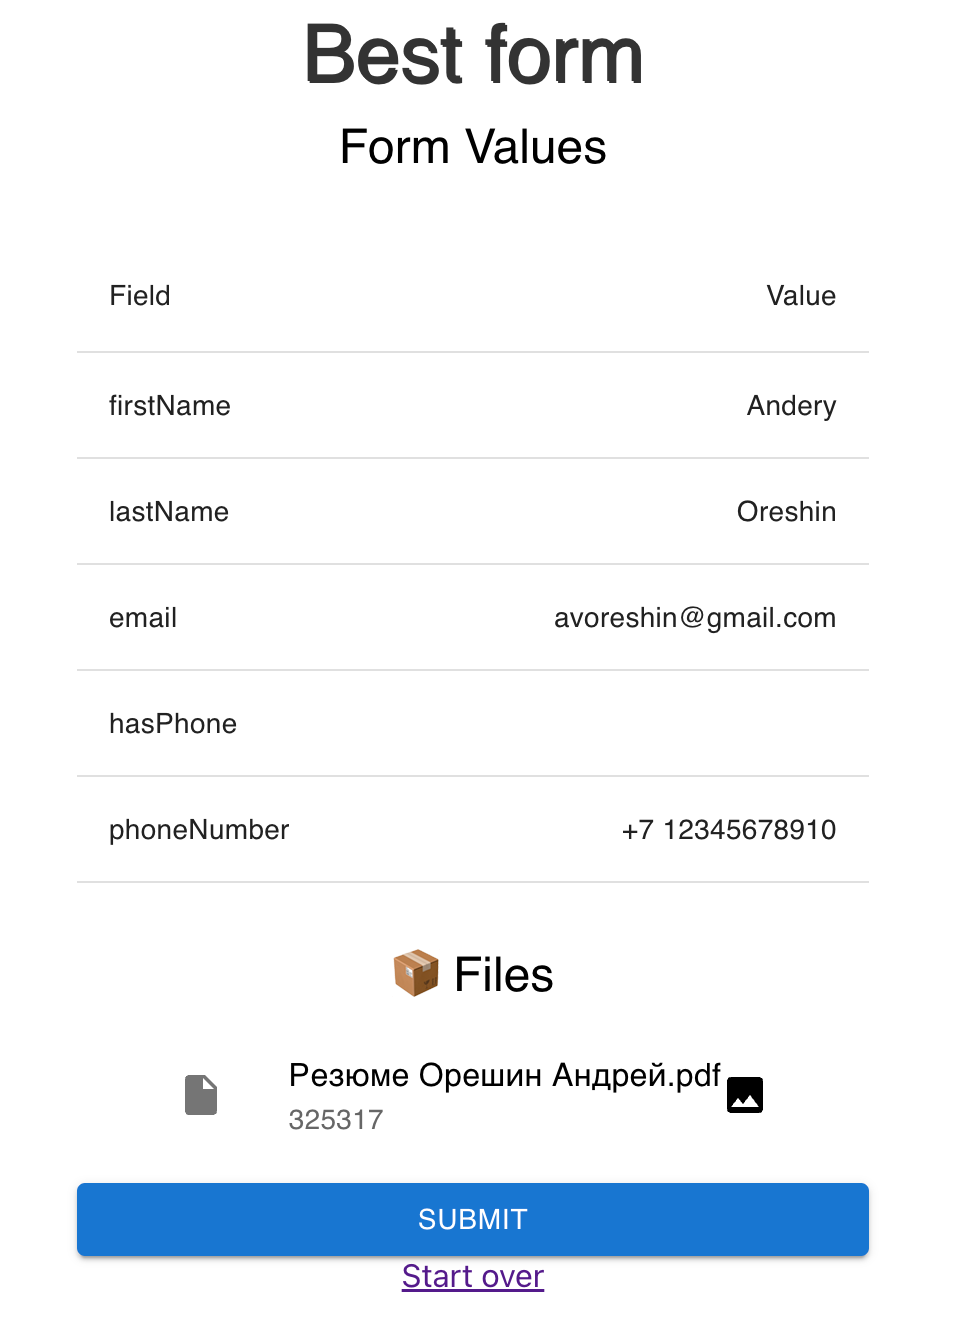 Best form
Form Values
Field Value
firstName Andery
lastName Oreshin
email avoreshin@gmail.com
hasPhone
phoneNumber +7 12345678910
📦 Files
Резюме Орешин Андрей.pdf
325317
SUBMIT
Start over